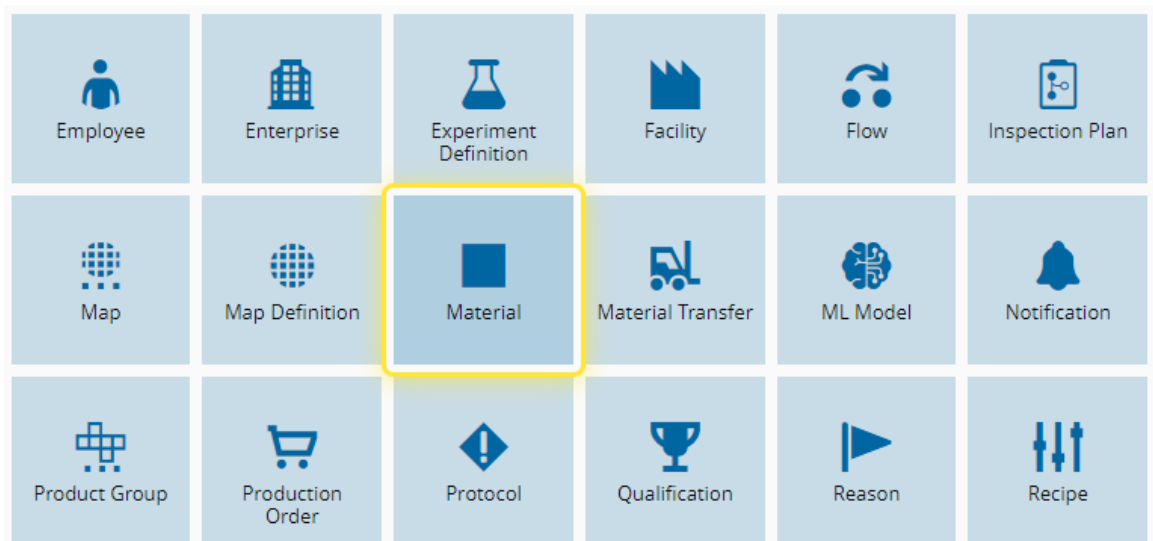 Employee
Enterprise
Experiment
Definition
Facility
Flow
Inspection Plan
Map
Map Definition
Material
Material Transfer
ML Model
Notification
Product Group
Production
Order
Protocol
Qualification
Reason
Recipe